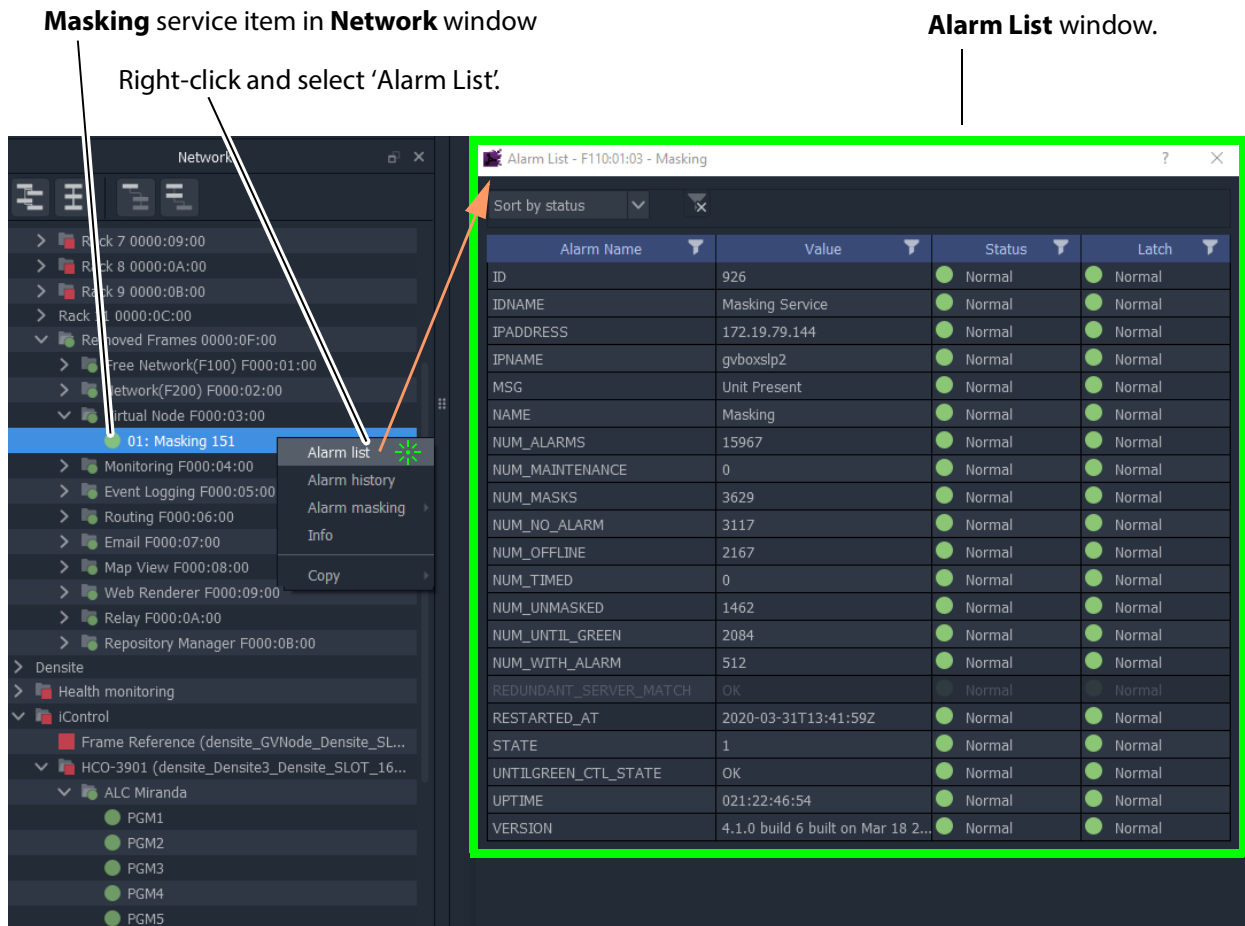 Masking service item in Network window
Alarm List window.
Right-click and select ‘Alarm List’.
Network
Rack 7 0000:09:00
Rack 8 0000:0A:00
Rack 9 0000:0B:00
Rack 11 0000:0C:00
Removed Frames 0000:0F:00
Free Network(F100) F000:01:00
Network(F200) F000:02:00
Virtual Node F000:03:00
01: Masking 151
Monitoring F000:04:00
Event Logging F000:05:00
Routing F000:06:00
Email F000:07:00
Map View F000:08:00
Web Renderer F000:09:00
Relay F000:0A:00
Repository Manager F000:0B:00
Densite
Health monitoring
iControl
Frame Reference (densite_GVNode_Densite_SL...
HCO-3901 (densite_Densite3_Densite_SLOT_16...
ALC Miranda
PGM1
PGM2
PGM3
PGM4
PGM5
Alarm list
Alarm history
Alarm masking
Info
Copy
Alarm List - F110:01:03 - Masking
Sort by status
Alarm Name Value Status Latch
ID 926 Normal Normal
IDNAME Masking Service Normal Normal
IPADDRESS 172.19.79.144 Normal Normal
IPNAME gvboxslp2 Normal Normal
MSG Unit Present Normal Normal
NAME Masking Normal Normal
NUM_ALARMS 15967 Normal Normal
NUM_MAINTENANCE 0 Normal Normal
NUM_MASKS 3629 Normal Normal
NUM_NO_ALARM 3117 Normal Normal
NUM_OFFLINE 2167 Normal Normal
NUM_TIMED 0 Normal Normal
NUM_UNMASKED 1462 Normal Normal
NUM_UNTIL_GREEN 2084 Normal Normal
NUM_WITH_ALARM 512 Normal Normal
REDUNDANT_SERVER_MATCH OK Normal Normal
RESTARTED_AT 2020-03-31T13:41:59Z Normal Normal
STATE 1 Normal Normal
UNTILGREEN_CTL_STATE OK Normal Normal
UPTIME 021:22:46:54 Normal Normal
VERSION 4.1.0 build 6 built on Mar 18 2... Normal Normal